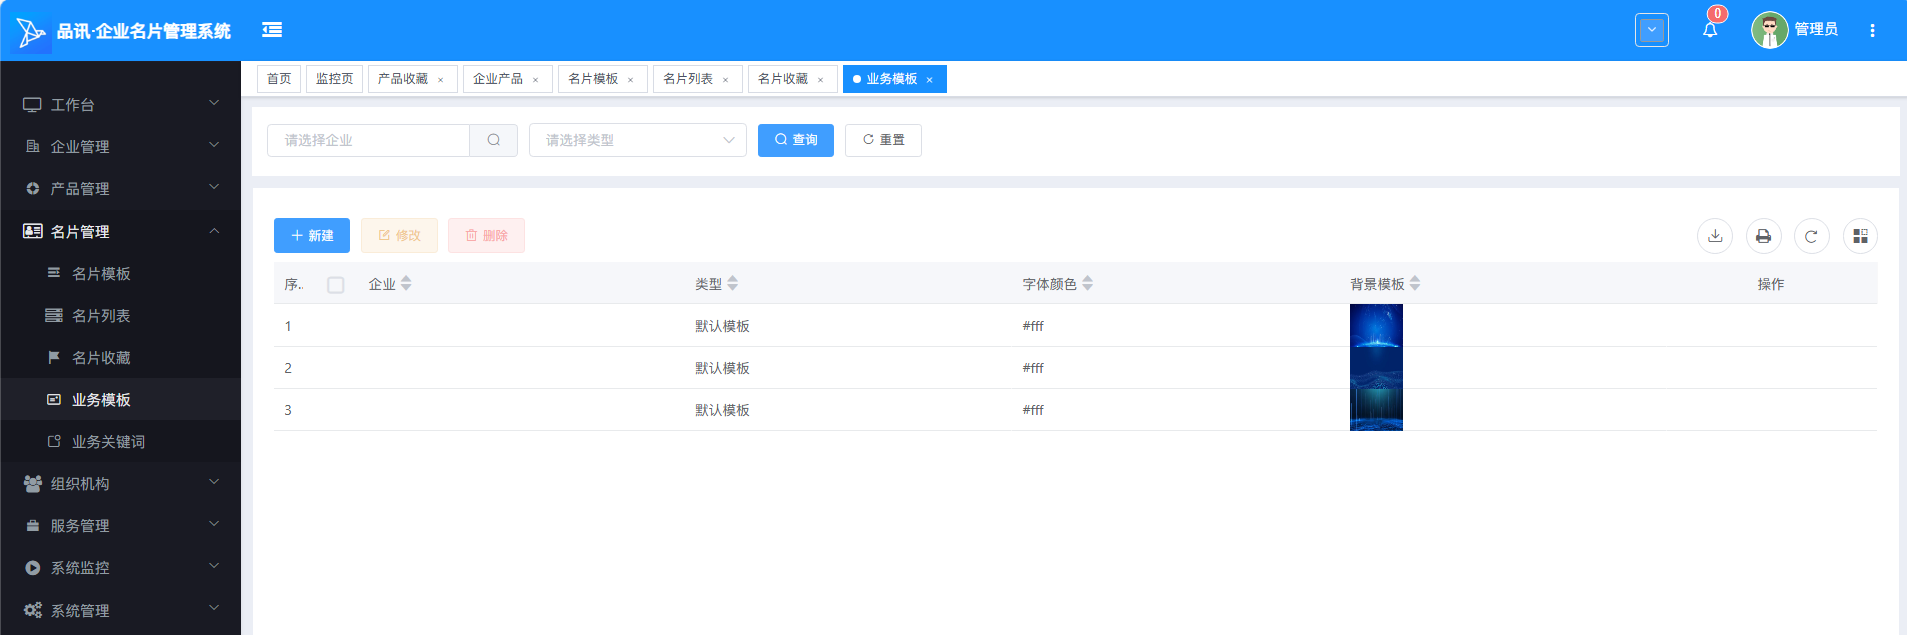 品讯·企业名片管理系统
0
管理员
首页 监控页 产品收藏 × 企业产品 × 名片模板 × 名片列表 × 名片收藏 × 业务模板 ×
工作台
企业管理
产品管理
名片管理
名片模板
名片列表
名片收藏
业务模板
业务关键词
组织机构
服务管理
系统监控
系统管理
请选择企业 请选择类型 查询 重置
新建 修改 删除
序.. 企业 类型 字体颜色 背景模板 操作
1 默认模板 #fff
2 默认模板 #fff
3 默认模板 #fff